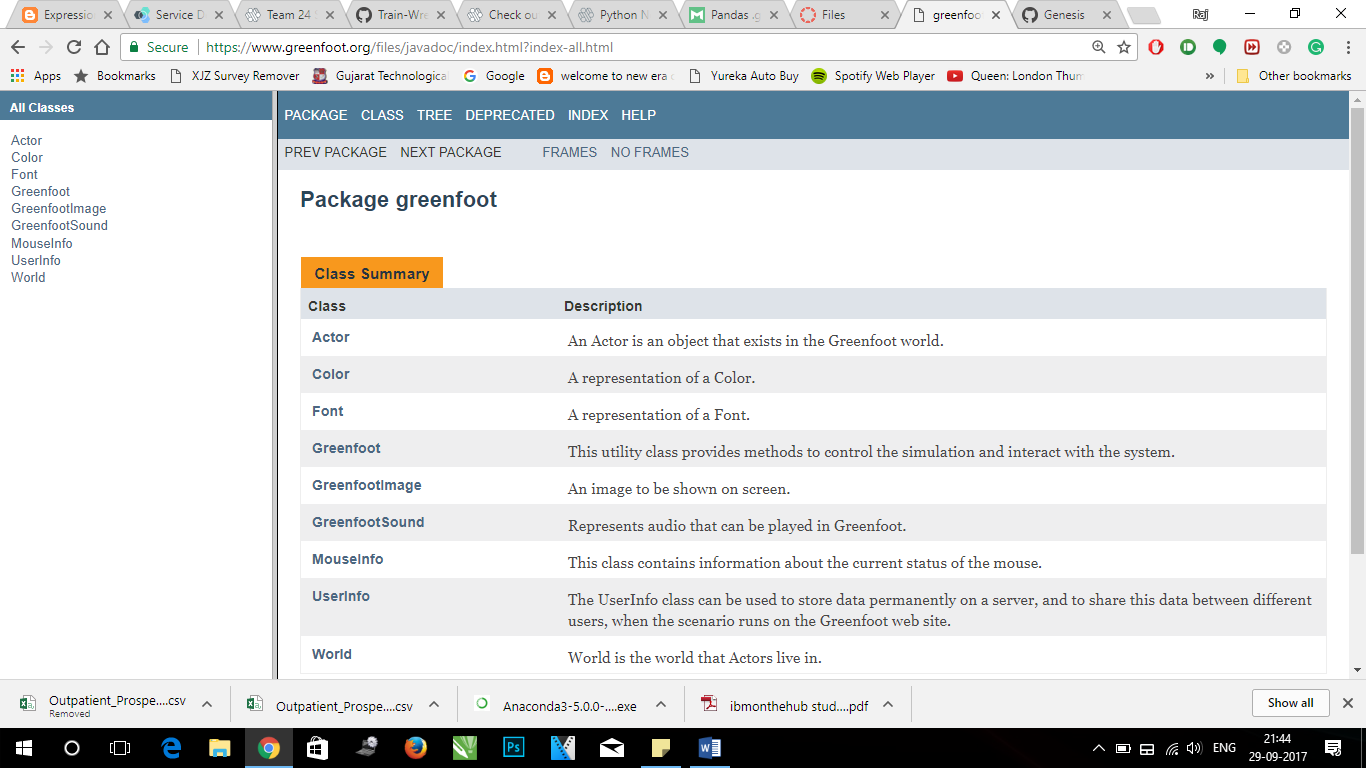 Expressio
Service D
Team 24
Train-Wre
Check ou
Python N
Pandas .g
Files
greenfoo
Genesis
Raj
Secure
https://www.greenfoot.org/files/javadoc/index.html?index-all.html
Apps
Bookmarks
XJZ Survey Remover
Gujarat Technologica
Google
welcome to new era
Yureka Auto Buy
Spotify Web Player
Queen: London Thun
»
Other bookmarks
All Classes
Actor
Color
Font
Greenfoot
GreenfootImage
GreenfootSound
MouseInfo
UserInfo
World
PACKAGE CLASS TREE DEPRECATED INDEX HELP
PREV PACKAGE NEXT PACKAGE FRAMES NO FRAMES
Package greenfoot
Class Summary
Class Description
Actor An Actor is an object that exists in the Greenfoot world.
Color A representation of a Color.
Font A representation of a Font.
Greenfoot This utility class provides methods to control the simulation and interact with the system.
GreenfootImage An image to be shown on screen.
GreenfootSound Represents audio that can be played in Greenfoot.
MouseInfo This class contains information about the current status of the mouse.
UserInfo The UserInfo class can be used to store data permanently on a server, and to share this data between different
users, when the scenario runs on the Greenfoot web site.
World World is the world that Actors live in.
Outpatient_Prospe....csv
Removed
Outpatient_Prospe....csv
Anaconda3-5.0.0-....exe
ibmonthehub stud....pdf
Show all
Ps
ENG
21:44
29-09-2017